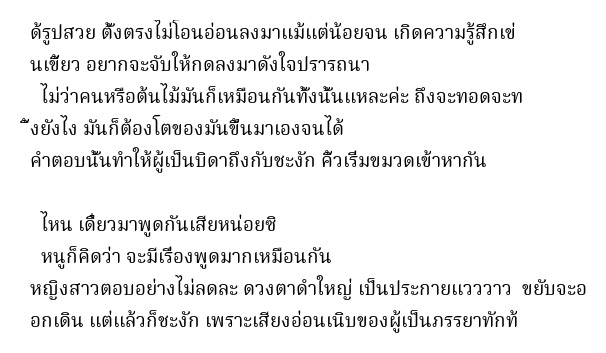 ด้รูปสวย ตั้งตรงไม่โอนอ่อนลงมาแม้แต่น้อยจน เกิดความรู้สึกเข่
นเขี้ยว อยากจะจับให้กดลงมาดังใจปรารถนา
ไม่ว่าคนหรือต้นไม้มันก็เหมือนกันทั้งนั้นแหละค่ะ ถึงจะทอดจะท
ิ้งยังไง มันก็ต้องโตของมันขึ้นมาเองจนได้
คำตอบนั้นทำให้ผู้เป็นบิดาถึงกับชะงัก คิ้วเริ่มขมวดเข้าหากัน
ไหน เดี๋ยวมาพูดกันเสียหน่อยซิ
หนูก็คิดว่า จะมีเรื่องพูดมากเหมือนกัน
หญิงสาวตอบอย่างไม่ลดละ ดวงตาดำใหญ่ เป็นประกายแวววาว ขยับจะอ
อกเดิน แต่แล้วก็ชะงัก เพราะเสียงอ่อนเนิบของผู้เป็นภรรยาทักท้